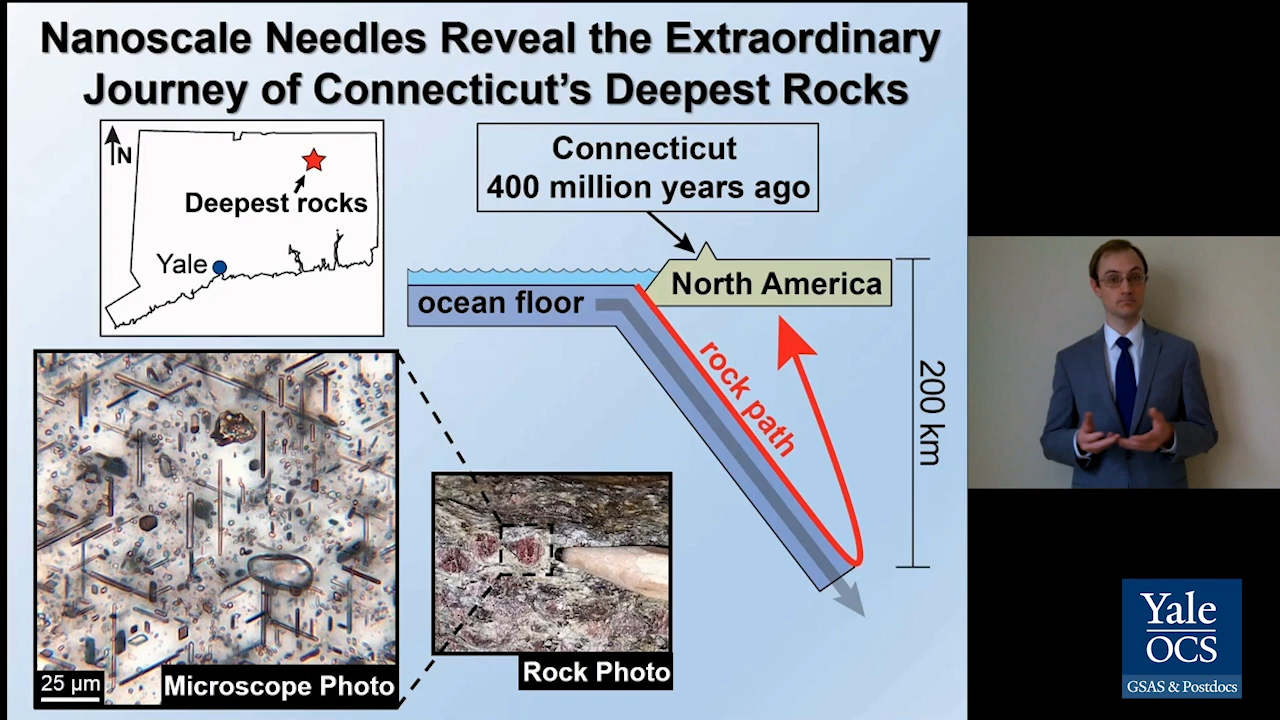 Nanoscale Needles Reveal the Extraordinary
Journey of Connecticut's Deepest Rocks
N
Deepest rocks
Yale
Connecticut
400 million years ago
North America
ocean floor
rock path
200 km
25 µm
Microscope Photo
Rock Photo
Yale
OCS
GSAS & Postdocs